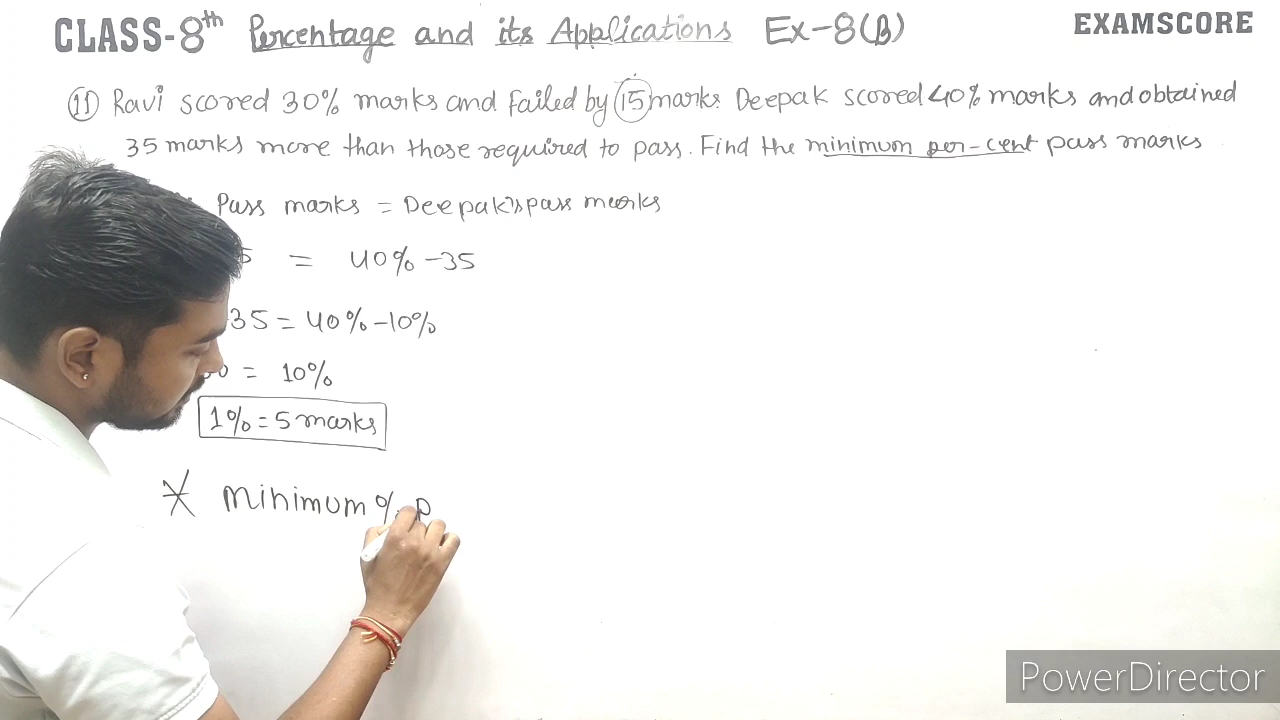 CLASS-8th Percentage and its Applications Ex-8(B) EXAMSCORE
(11) Ravi scored 30% marks and failed by 15 marks. Deepak scored 40% marks and obtained
35 marks more than those required to pass. Find the minimum per-cent pass marks
Pass marks = Deepak's pass marks
5 = 40% - 35
35 = 40% - 10%
= 10%
1% = 5 marks
* Minimum % P
PowerDirector